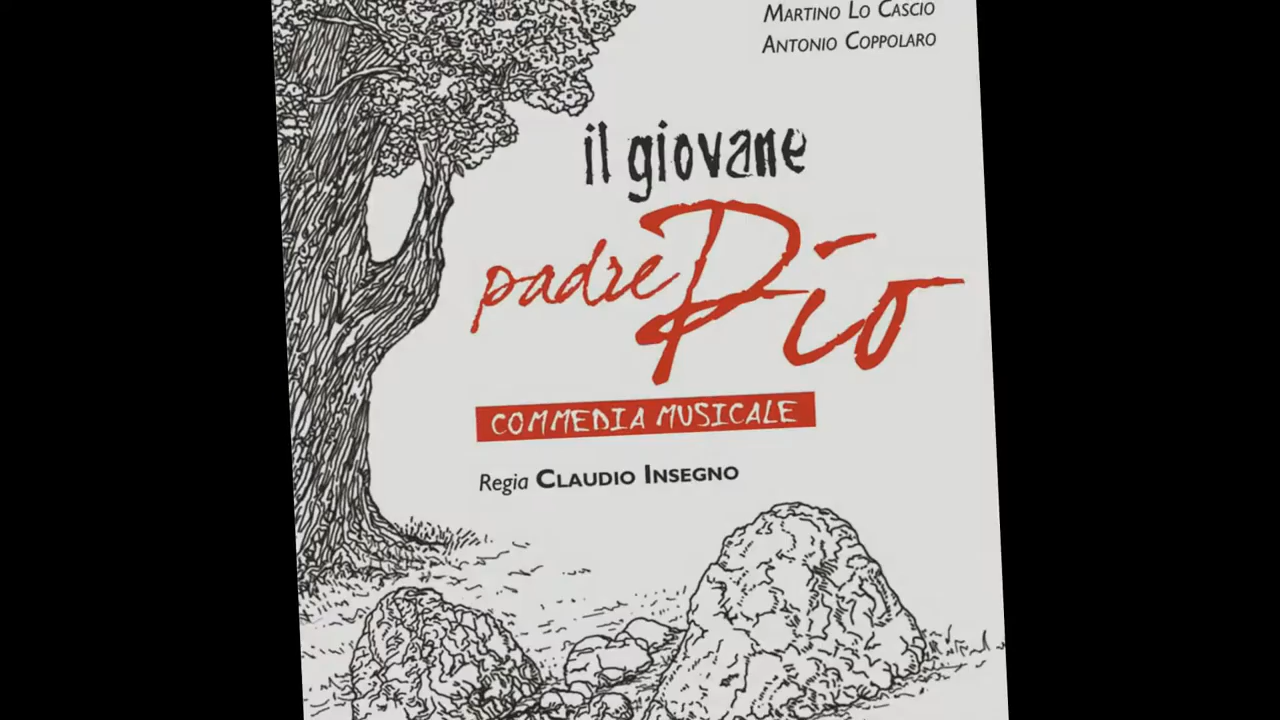 Martino Lo Cascio
Antonio Coppolaro
il giovane
padre Pio
COMMEDIA MUSICALE
Regia Claudio Insegno